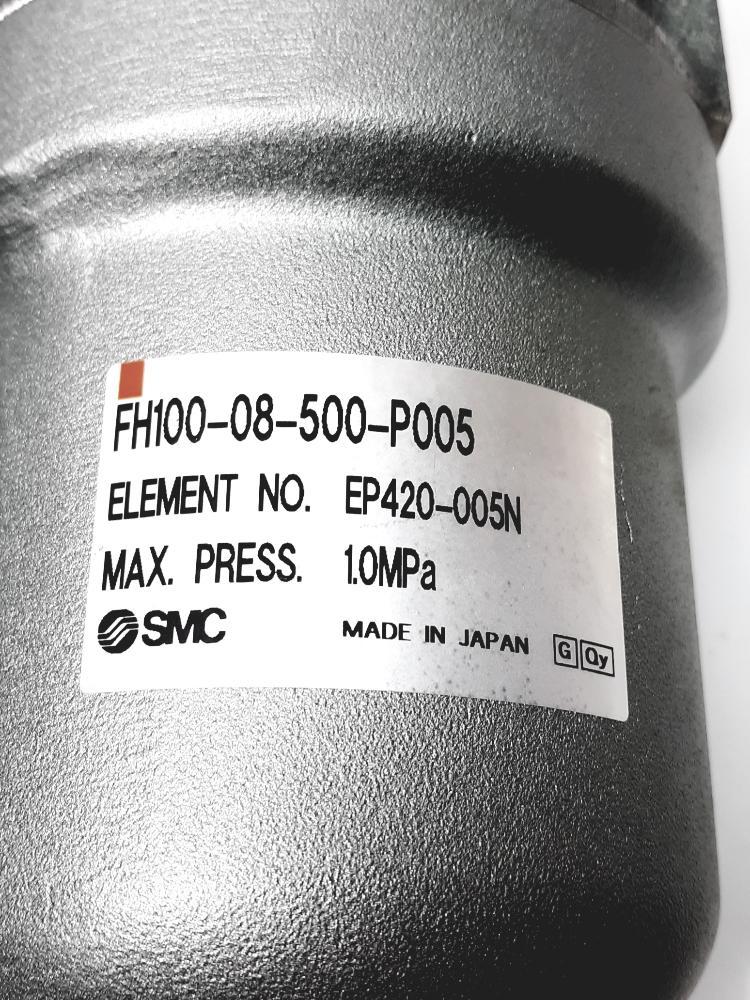 FH100-08-500-P005
ELEMENT NO. EP420-005N
MAX. PRESS. 1.0MPa
SMC MADE IN JAPAN G Qy